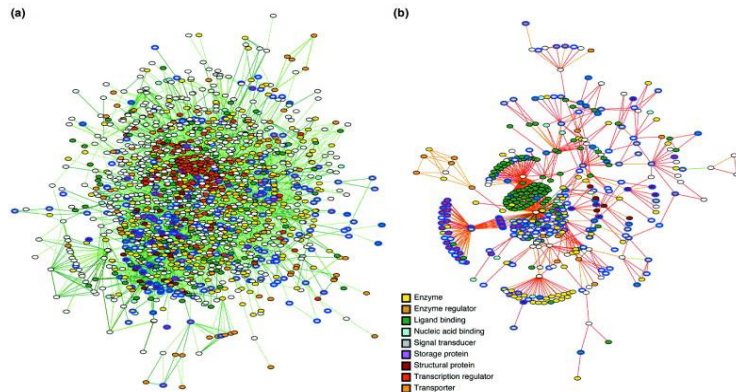 (a)
(b)
Enzyme
Enzyme regulator
Ligand binding
Nucleic acid binding
Signal transducer
Storage protein
Structural protein
Transcription regulator
Transporter